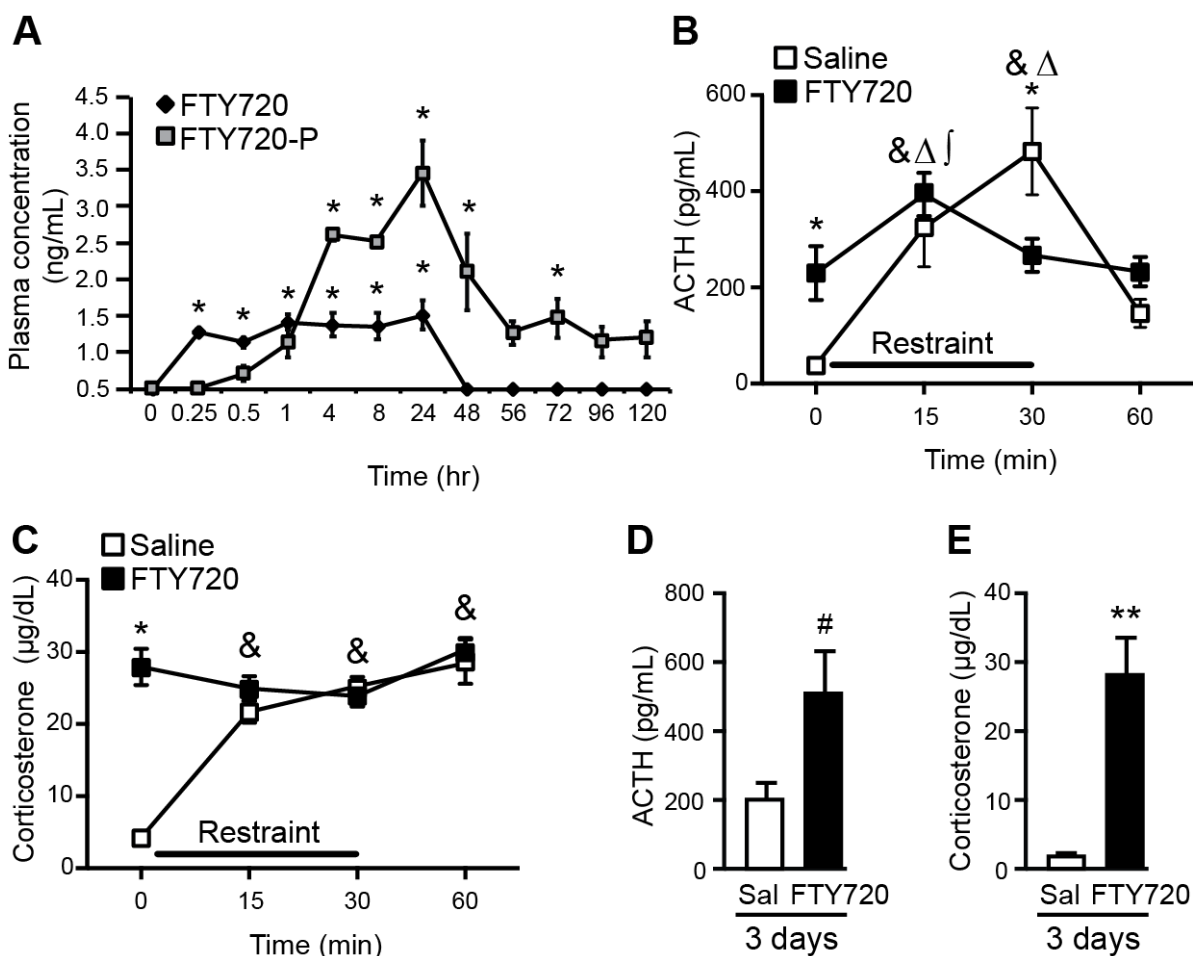 A
FTY720
FTY720-P
Plasma concentration
(ng/mL)
4.5
4.0
3.5
3.0
2.5
2.0
1.5
1.0
0.5
* * * * * * * * * *
0 0.25 0.5 1 4 8 24 48 56 72 96 120
Time (hr)
B
Saline
FTY720
ACTH (pg/mL)
600
400
200
0
*
& Δ ∫
& Δ
*
Restraint
0 15 30 60
Time (min)
C
Saline
FTY720
Corticosterone (µg/dL)
40
30
20
10
0
* & & &
Restraint
0 15 30 60
Time (min)
D
ACTH (pg/mL)
800
600
400
200
0
#
Sal FTY720
3 days
E
Corticosterone (µg/dL)
40
30
20
10
0
**
Sal FTY720
3 days